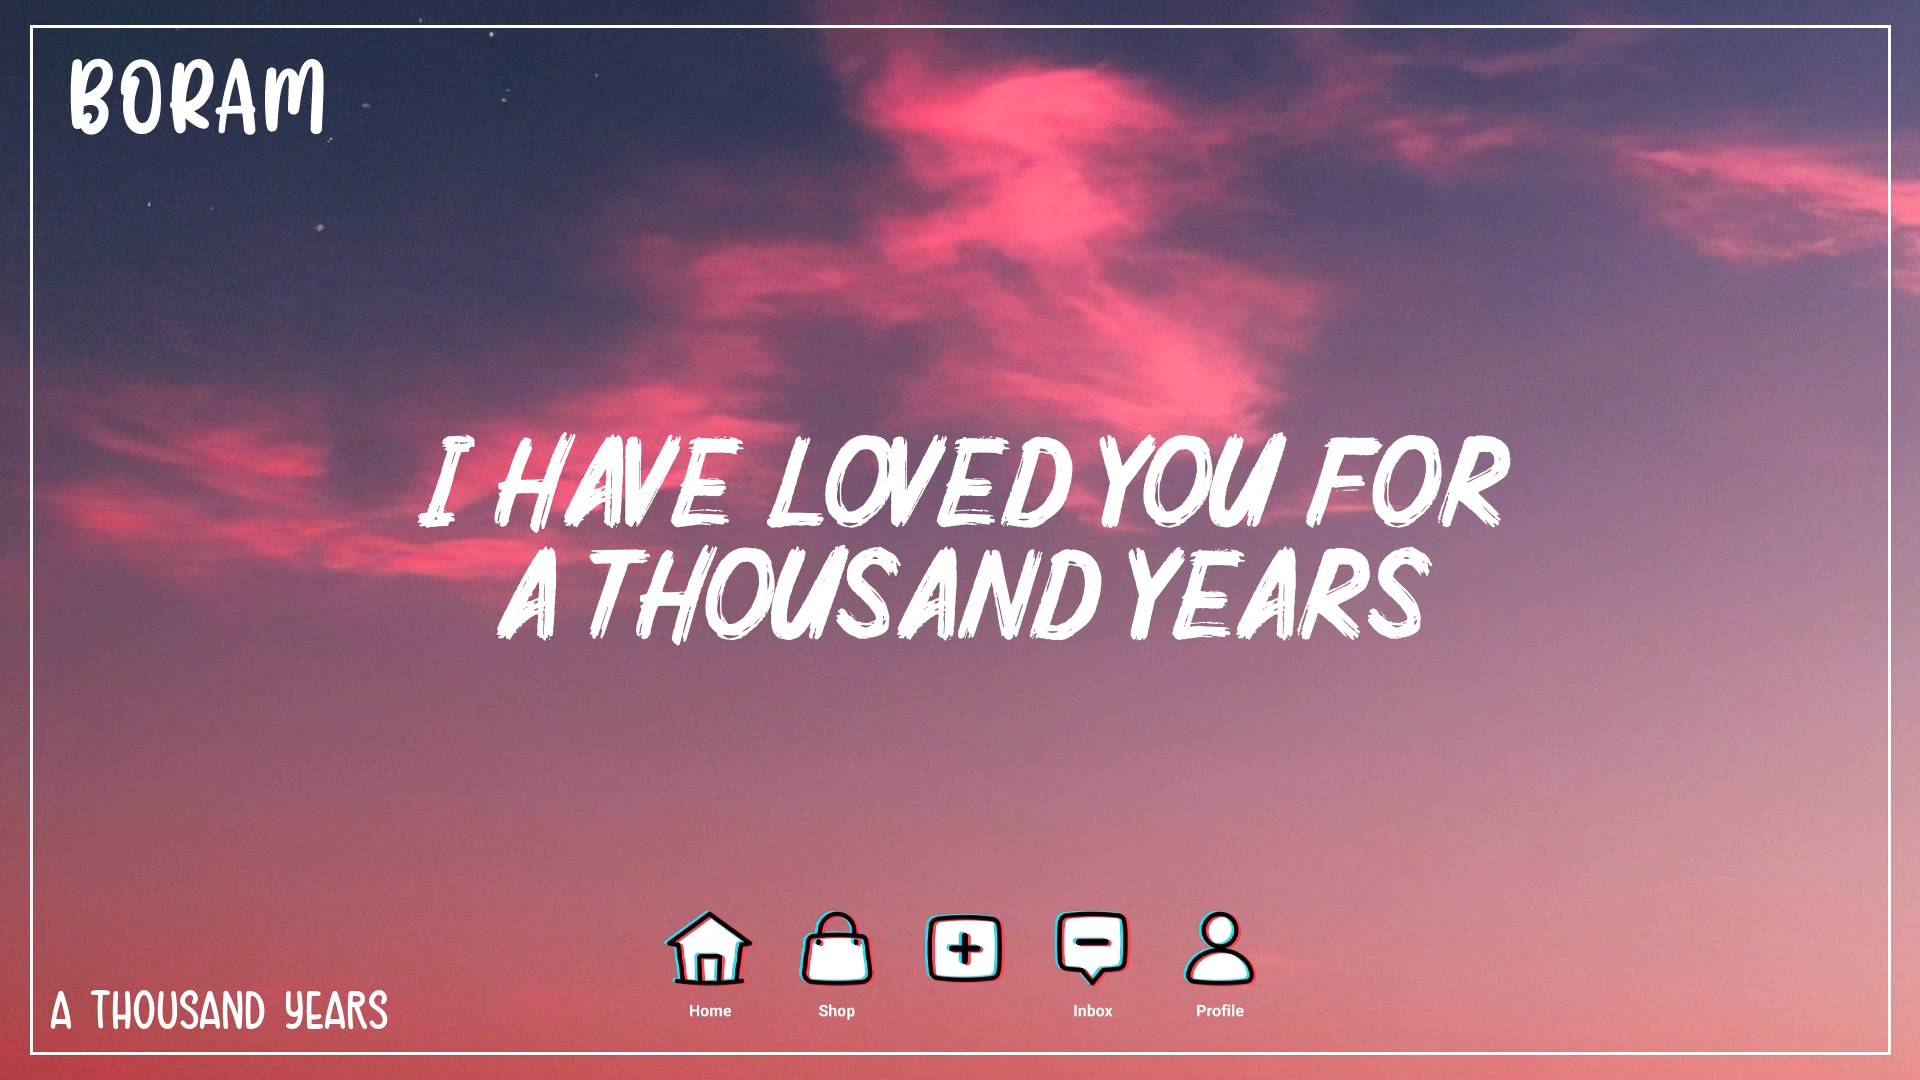 BORAM
I HAVE LOVED YOU FOR
A THOUSAND YEARS
Home Shop Inbox Profile
A THOUSAND YEARS